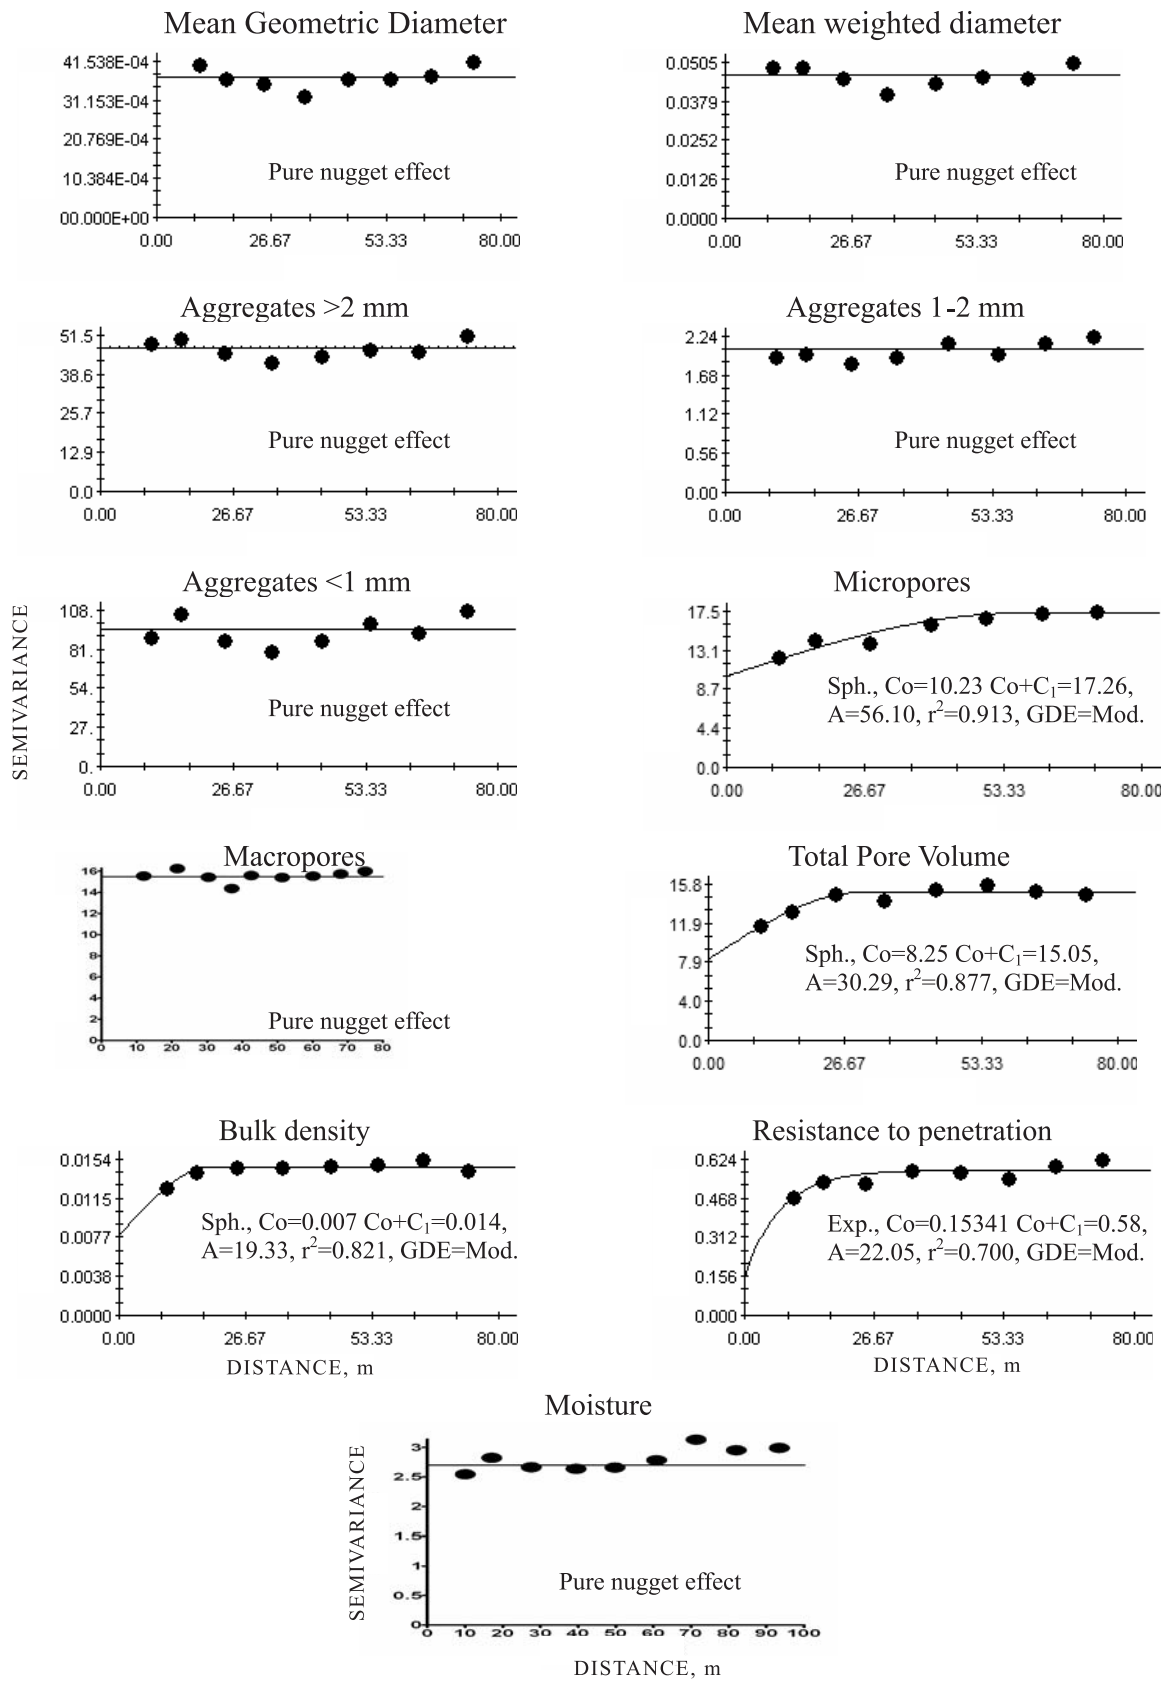 Mean Geometric Diameter
41.538E-04
31.153E-04
20.769E-04
10.384E-04
00.000E+00
Pure nugget effect
0.00 26.67 53.33 80.00
Mean weighted diameter
0.0505
0.0379
0.0252
0.0126
0.0000
Pure nugget effect
0.00 26.67 53.33 80.00
Aggregates >2 mm
51.5
38.6
25.7
12.9
0.0
Pure nugget effect
0.00 26.67 53.33 80.00
Aggregates 1-2 mm
2.24
1.68
1.12
0.56
0.00
Pure nugget effect
0.00 26.67 53.33 80.00
SEMIVARIANCE
Aggregates <1 mm
108.
81.
54.
27.
0.
Pure nugget effect
0.00 26.67 53.33 80.00
Micropores
17.5
13.1
8.7
4.4
0.0
Sph., Co=10.23 Co+C1=17.26,
A=56.10, r2=0.913, GDE=Mod.
0.00 26.67 53.33 80.00
Macropores
16
14
12
10
8
6
4
2
0
Pure nugget effect
0 10 20 30 40 50 60 70 80
Total Pore Volume
15.8
11.9
7.9
4.0
0.0
Sph., Co=8.25 Co+C1=15.05,
A=30.29, r2=0.877, GDE=Mod.
0.00 26.67 53.33 80.00
Bulk density
0.0154
0.0115
0.0077
0.0038
0.0000
Sph., Co=0.007 Co+C1=0.014,
A=19.33, r2=0.821, GDE=Mod.
0.00 26.67 53.33 80.00
DISTANCE, m
Resistance to penetration
0.624
0.468
0.312
0.156
0.000
Exp., Co=0.15341 Co+C1=0.58,
A=22.05, r2=0.700, GDE=Mod.
0.00 26.67 53.33 80.00
DISTANCE, m
Moisture
SEMIVARIANCE
3
2.5
2
1.5
1
0.5
0
Pure nugget effect
0 10 20 30 40 50 60 70 80 90 100
DISTANCE, m